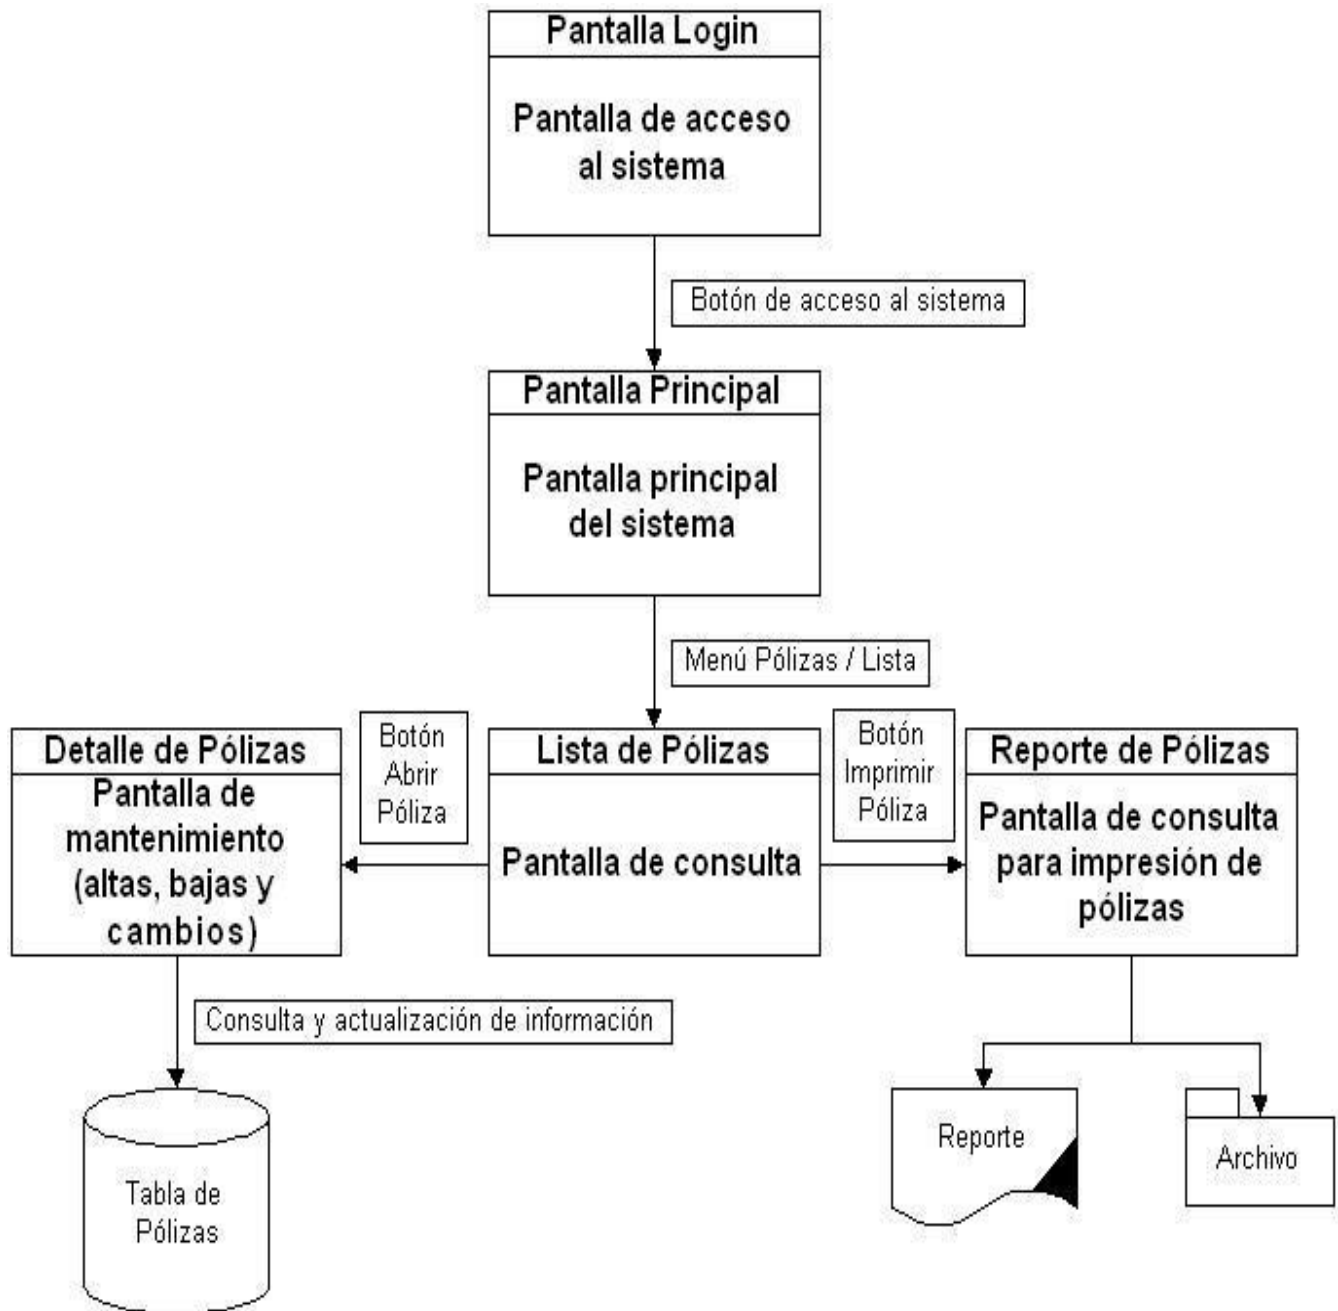 Pantalla Login
Pantalla de acceso
al sistema
Botón de acceso al sistema
Pantalla Principal
Pantalla principal
del sistema
Menú Pólizas / Lista
Detalle de Pólizas
Pantalla de
mantenimiento
(altas, bajas y
cambios)
Botón
Abrir
Póliza
Lista de Pólizas
Pantalla de consulta
Botón
Imprimir
Póliza
Reporte de Pólizas
Pantalla de consulta
para impresión de
pólizas
Consulta y actualización de información
Tabla de
Pólizas
Reporte
Archivo